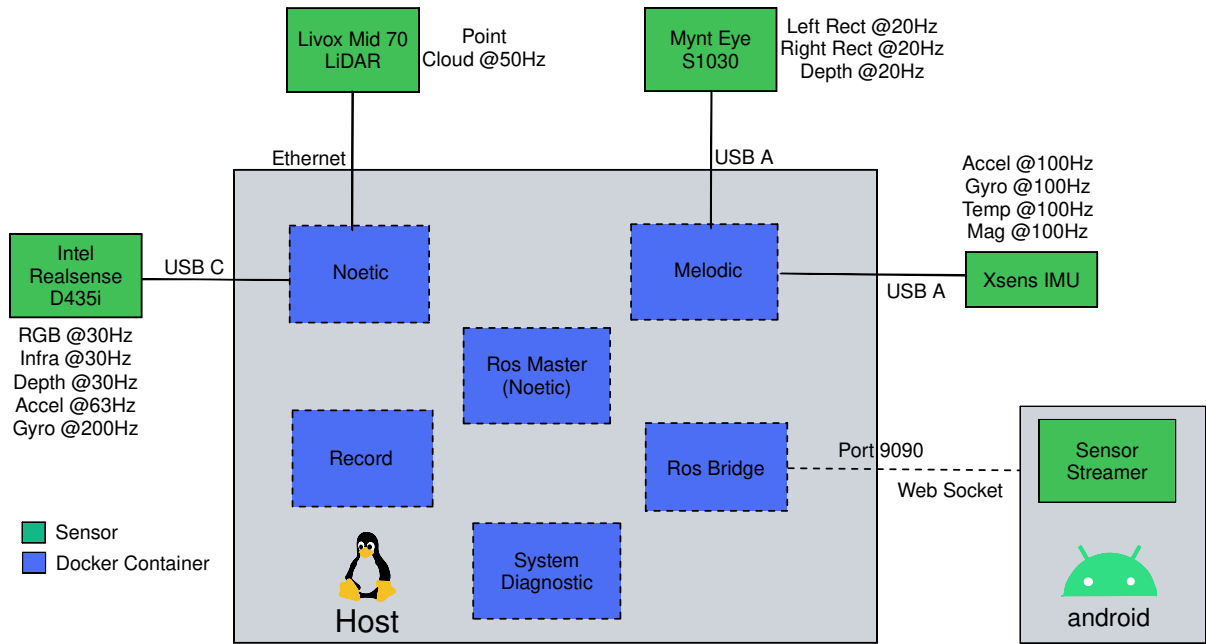 Livox Mid 70
LiDAR
Point
Cloud @50Hz
Mynt Eye
S1030
Left Rect @20Hz
Right Rect @20Hz
Depth @20Hz
Ethernet
USB A
Accel @100Hz
Gyro @100Hz
Temp @100Hz
Mag @100Hz
Intel
Realsense
D435i
USB C
Noetic
Melodic
USB A
Xsens IMU
RGB @30Hz
Infra @30Hz
Depth @30Hz
Accel @63Hz
Gyro @200Hz
Ros Master
(Noetic)
Record
Ros Bridge
Port 9090
Web Socket
Sensor
Streamer
Sensor
Docker Container
System
Diagnostic
Host
android